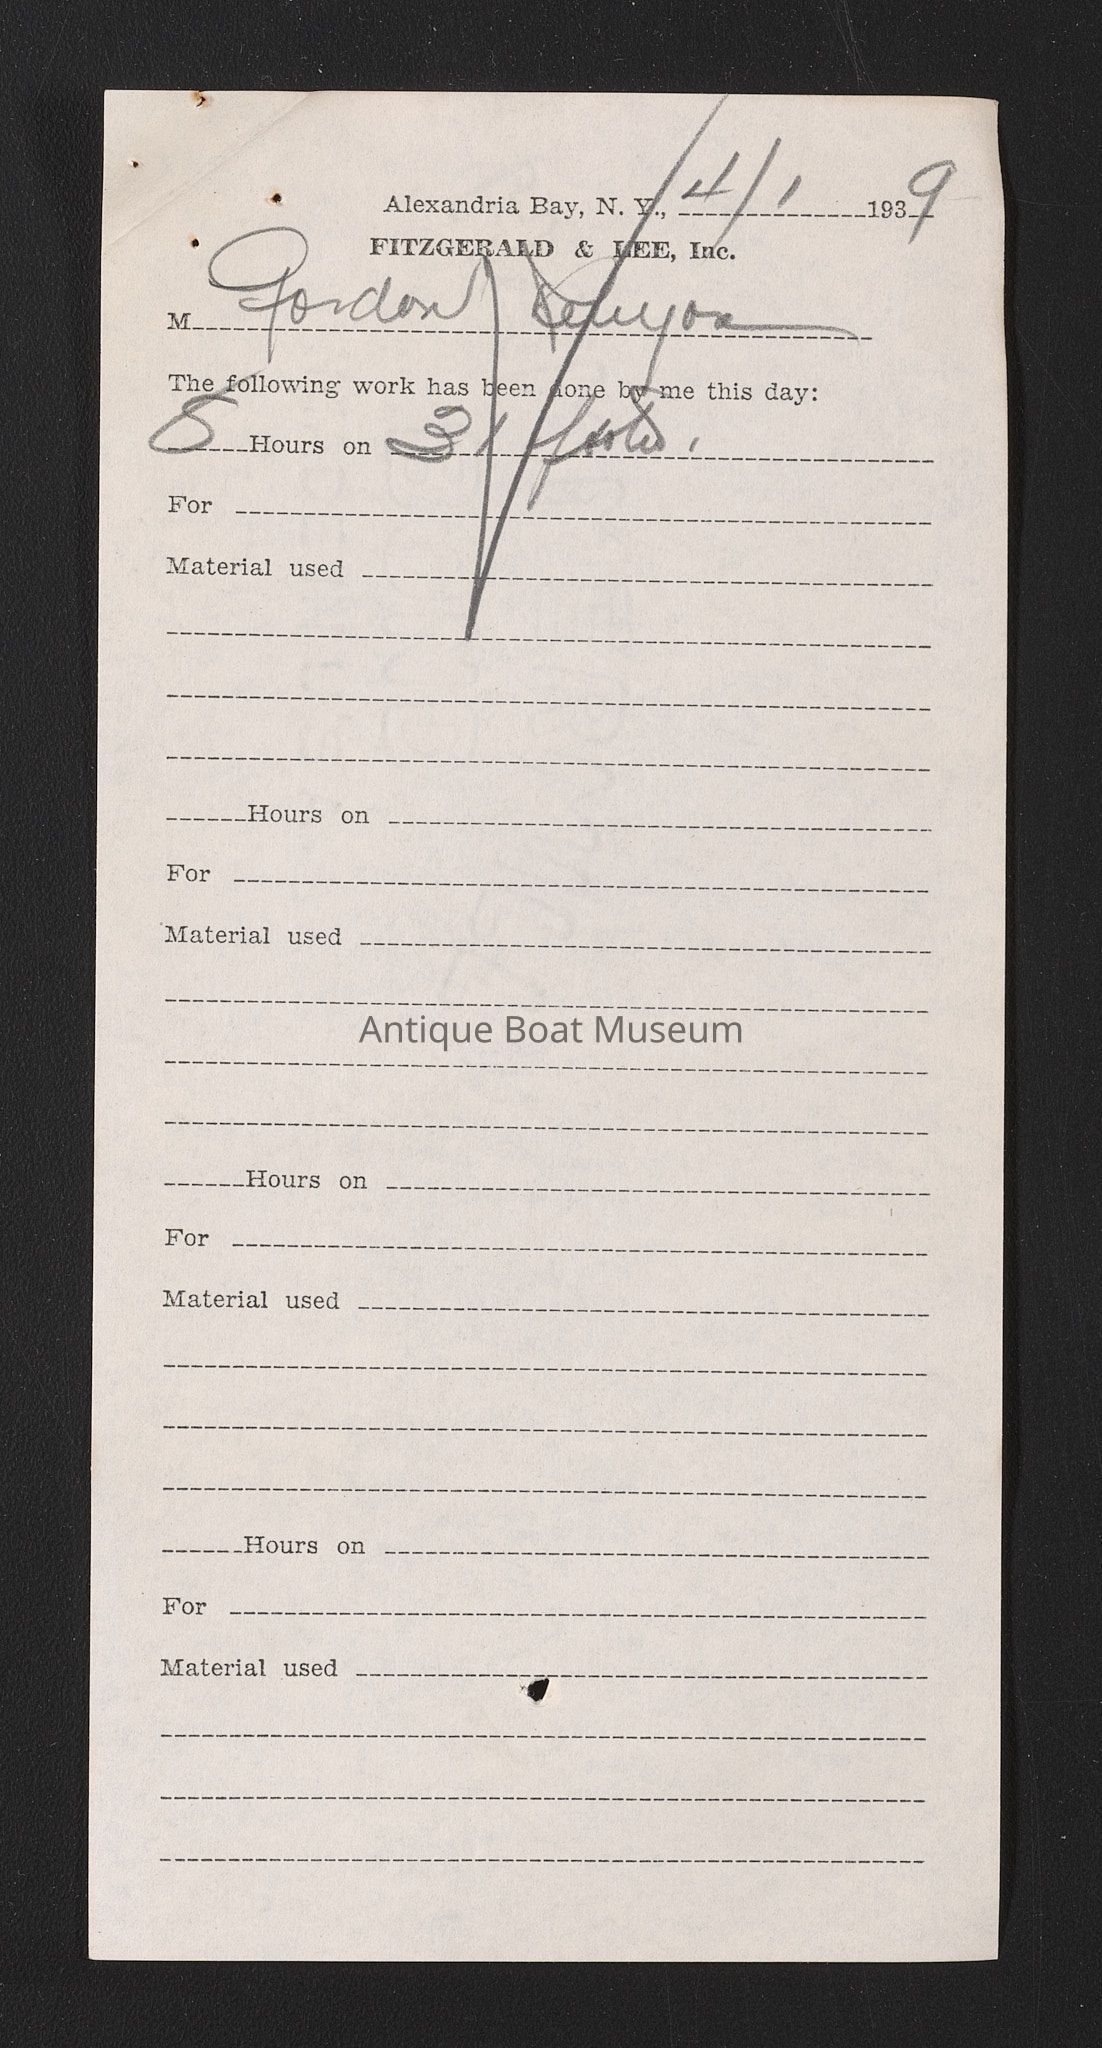 Alexandria Bay, N. Y., 4/1 1939
FITZGERALD & LEE, Inc.
M Gordon Kenyon
The following work has been done by me this day:
8 Hours on 31 foot.
For
Material used
Hours on
For
Material used
Antique Boat Museum
Hours on
For
Material used
Hours on
For
Material used